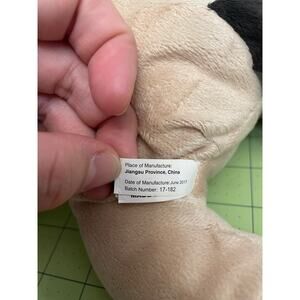 Place of Manufacture:
Jiangsu Province, China
Date of Manufacture: June 2017
Batch Number: 17-182